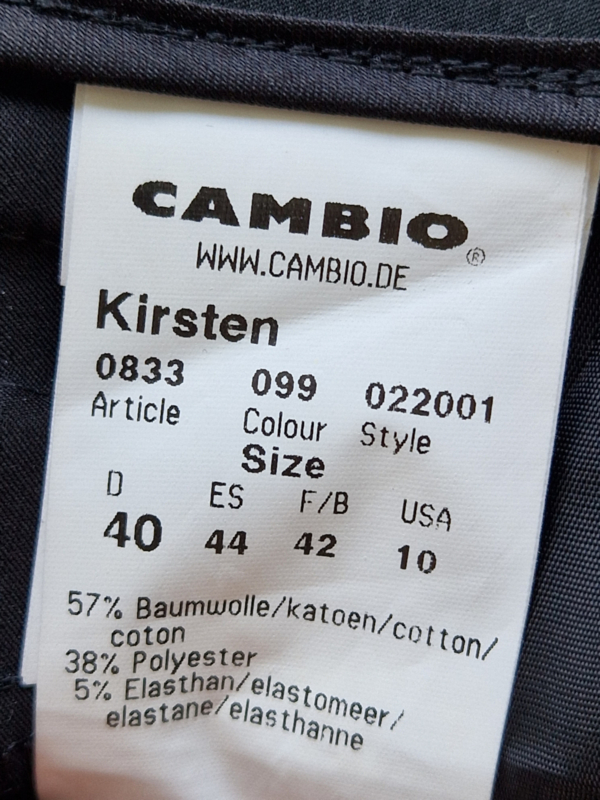 CAMBIO®
WWW.CAMBIO.DE
Kirsten
0833 099 022001
Article Colour Style
Size
D ES F/B USA
40 44 42 10
57% Baumwolle/katoen/cotton/
coton
38% Polyester
5% Elasthan/elastomeer/
elastane/elasthanne